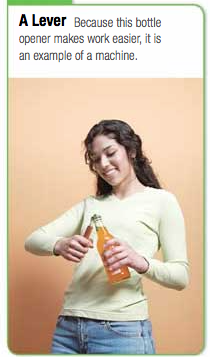 A Lever Because this bottle
opener makes work easier, it is
an example of a machine.